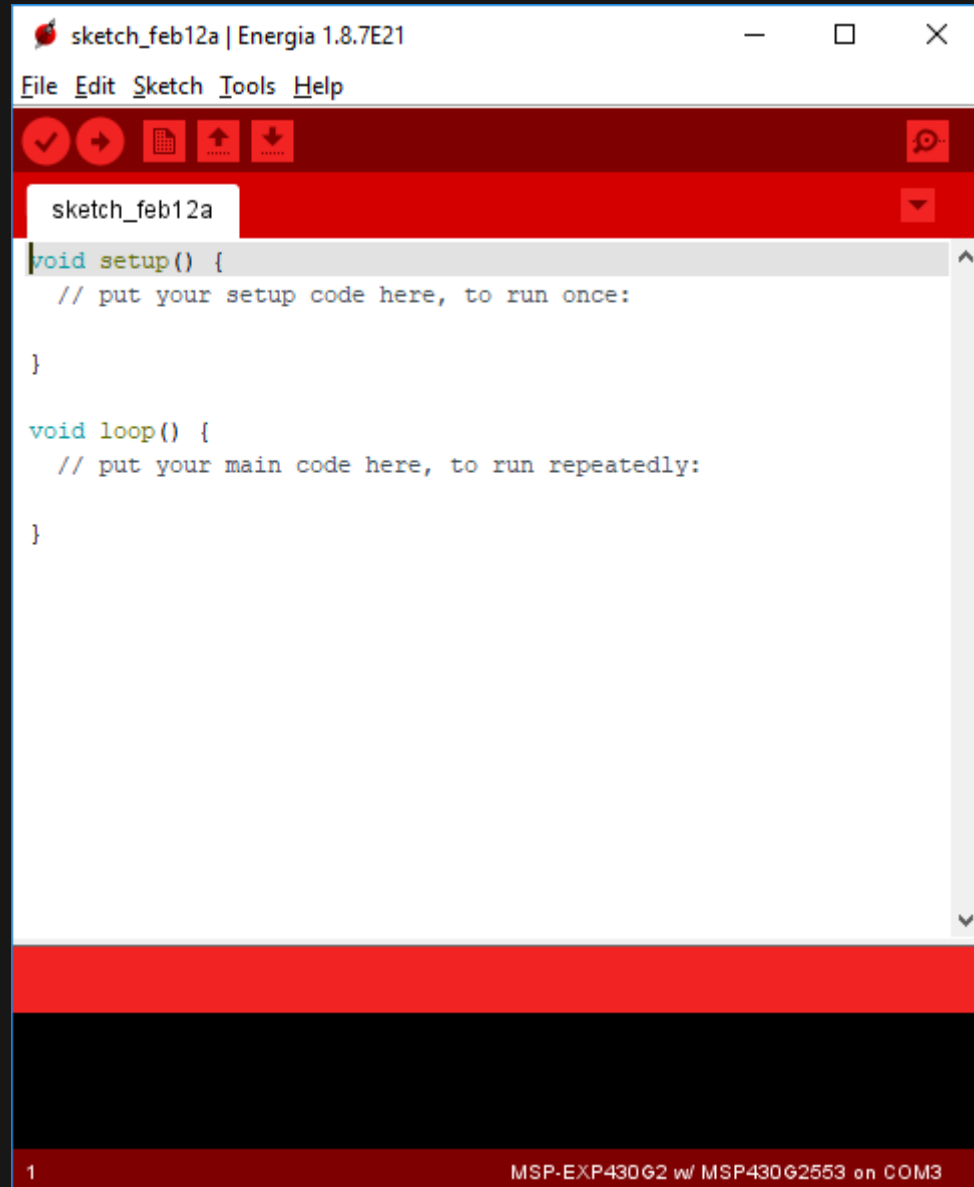 sketch_feb12a | Energia 1.8.7E21
File Edit Sketch Tools Help
sketch_feb12a
void setup() {
  // put your setup code here, to run once:
}
void loop() {
  // put your main code here, to run repeatedly:
}
1 MSP-EXP430G2 w/ MSP430G2553 on COM3